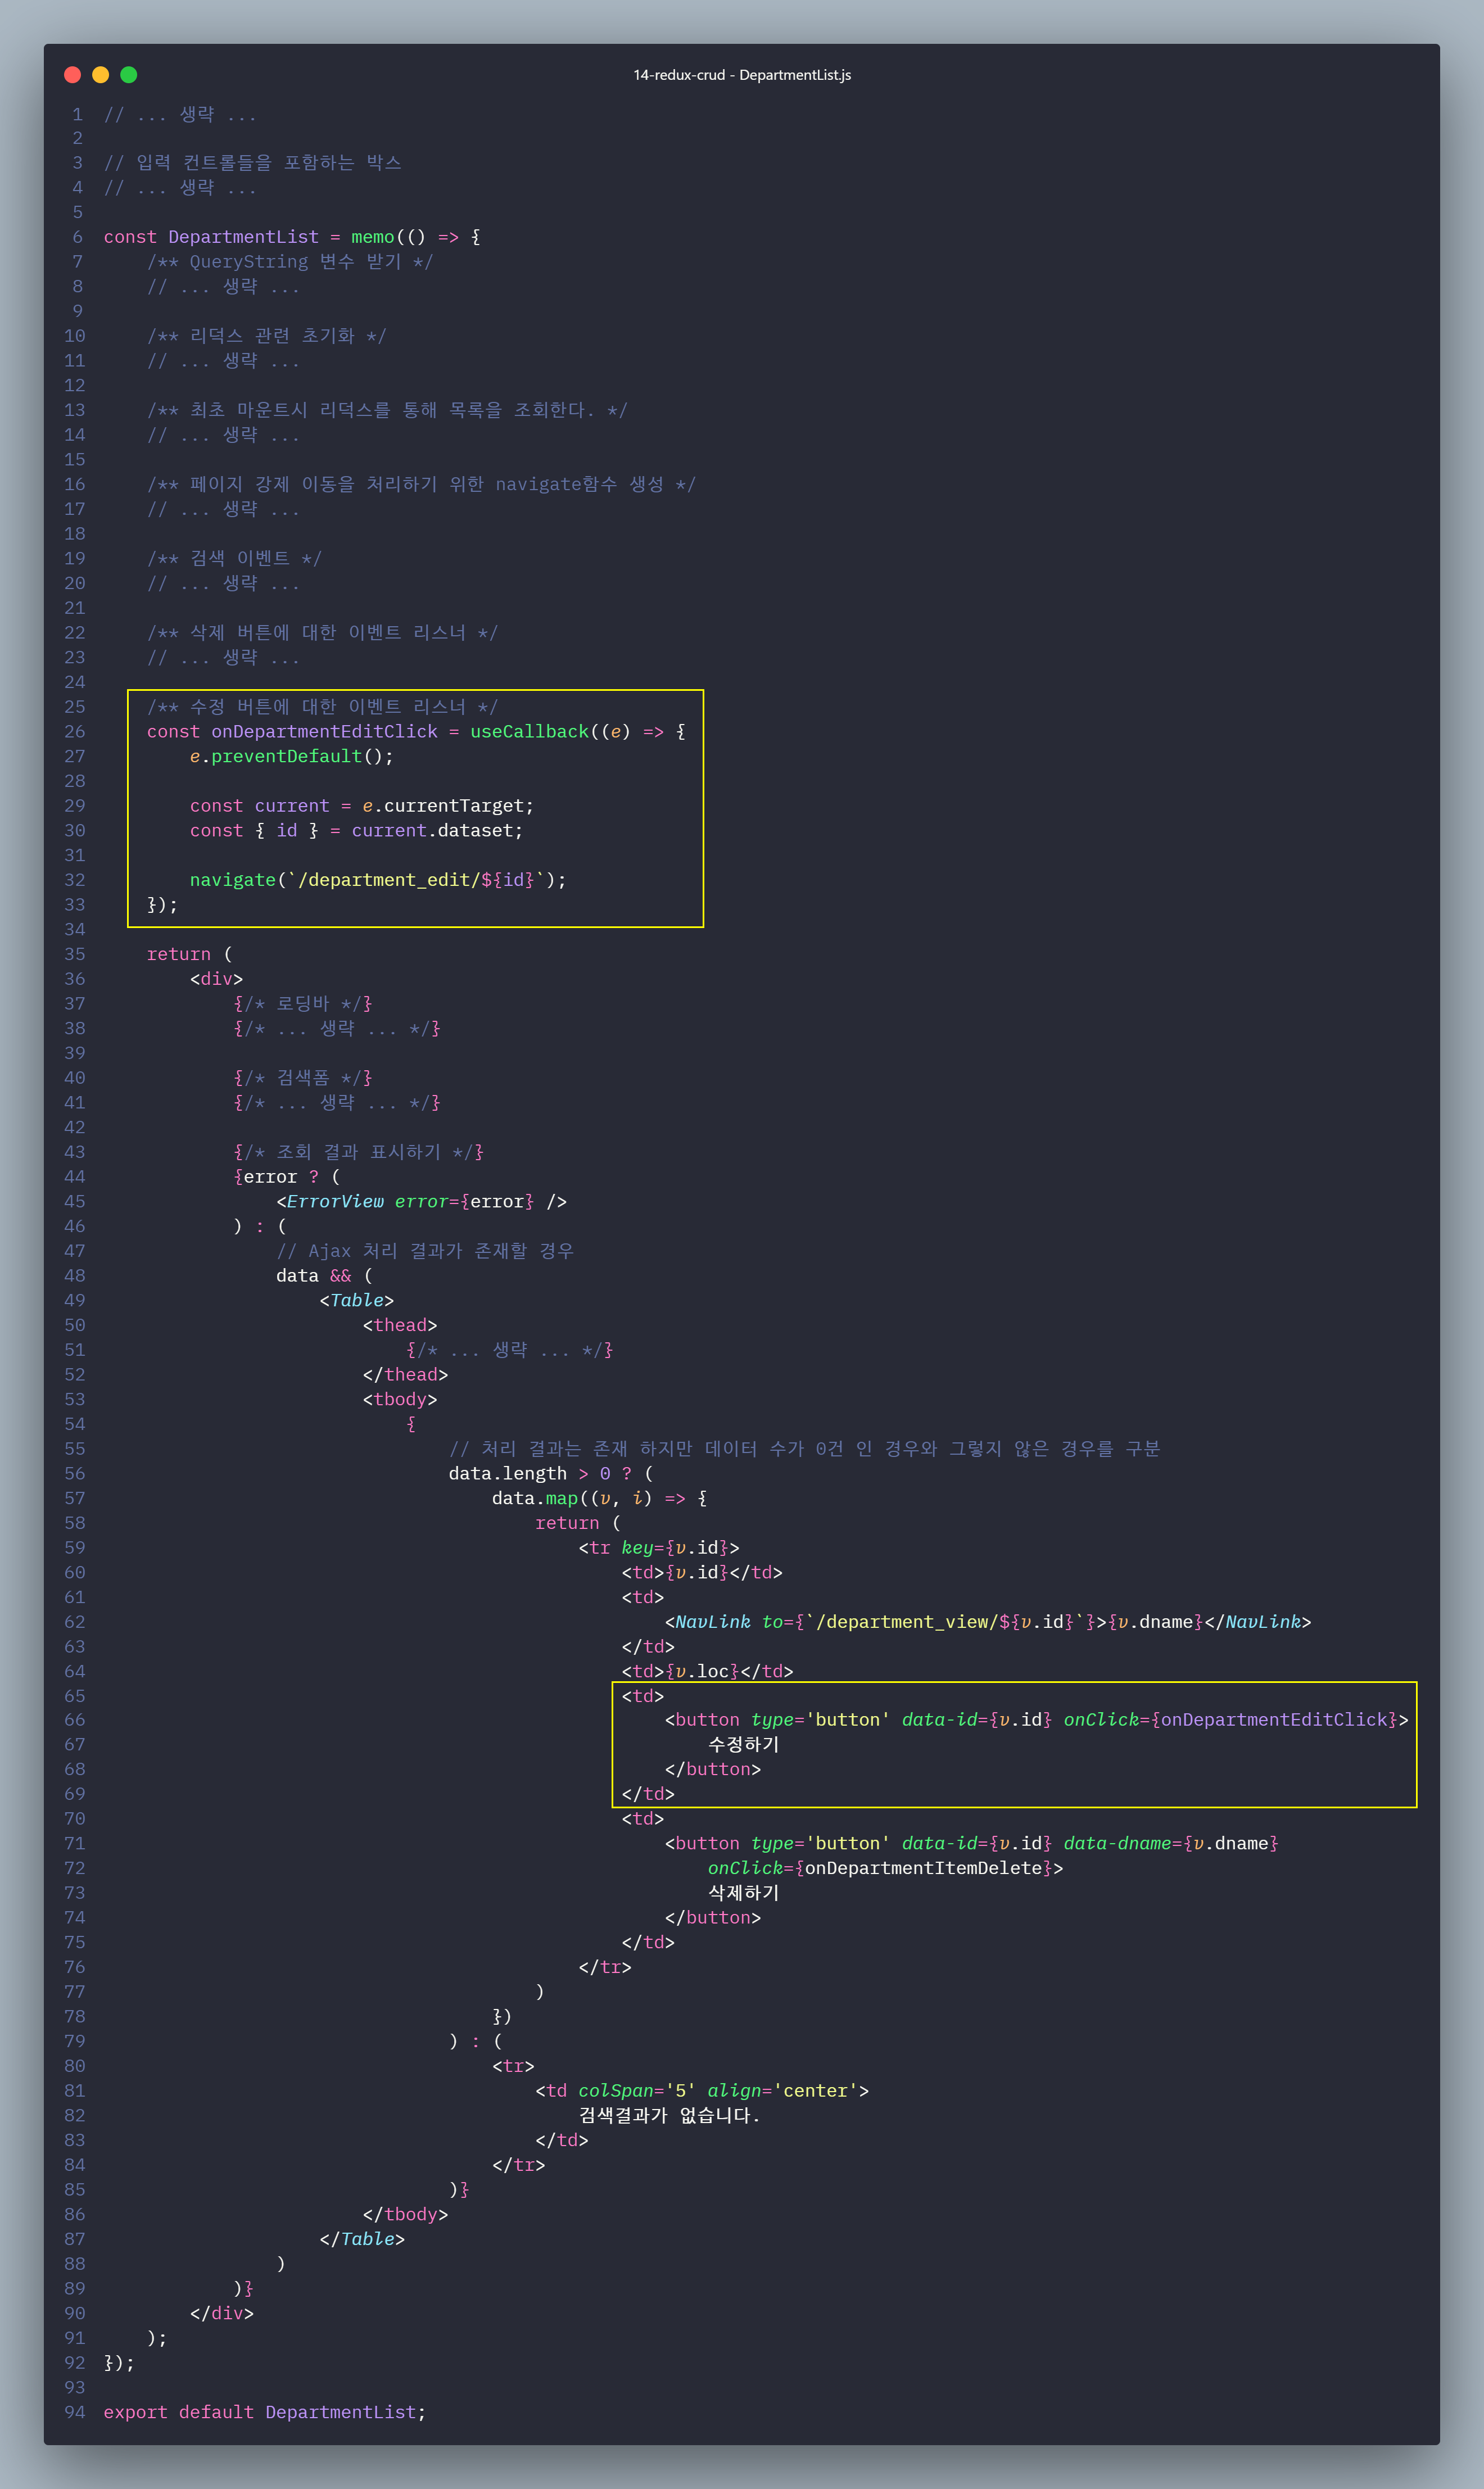 14-redux-crud - DepartmentList.js
1 // ... 생략 ...
2
3 // 입력 컨트롤들을 포함하는 박스
4 // ... 생략 ...
5
6 const DepartmentList = memo(() => {
7     /** QueryString 변수 받기 */
8     // ... 생략 ...
9
10     /** 리덕스 관련 초기화 */
11     // ... 생략 ...
12
13     /** 최초 마운트시 리덕스를 통해 목록을 조회한다. */
14     // ... 생략 ...
15
16     /** 페이지 강제 이동을 처리하기 위한 navigate함수 생성 */
17     // ... 생략 ...
18
19     /** 검색 이벤트 */
20     // ... 생략 ...
21
22     /** 삭제 버튼에 대한 이벤트 리스너 */
23     // ... 생략 ...
24
25     /** 수정 버튼에 대한 이벤트 리스너 */
26     const onDepartmentEditClick = useCallback((e) => {
27         e.preventDefault();
28
29         const current = e.currentTarget;
30         const { id } = current.dataset;
31
32         navigate(`/department_edit/${id}`);
33     });
34
35     return (
36         <div>
37             {/* 로딩바 */}
38             {/* ... 생략 ... */}
39
40             {/* 검색폼 */}
41             {/* ... 생략 ... */}
42
43             {/* 조회 결과 표시하기 */}
44             {error ? (
45                 <ErrorView error={error} />
46             ) : (
47                 // Ajax 처리 결과가 존재할 경우
48                 data && (
49                     <Table>
50                         <thead>
51                             {/* ... 생략 ... */}
52                         </thead>
53                         <tbody>
54                             {
55                                 // 처리 결과는 존재 하지만 데이터 수가 0건 인 경우와 그렇지 않은 경우를 구분
56                                 data.length > 0 ? (
57                                     data.map((v, i) => {
58                                         return (
59                                             <tr key={v.id}>
60                                                 <td>{v.id}</td>
61                                                 <td>
62                                                     <NavLink to={`/department_view/${v.id}`}>{v.dname}</NavLink>
63                                                 </td>
64                                                 <td>{v.loc}</td>
65                                                 <td>
66                                                     <button type='button' data-id={v.id} onClick={onDepartmentEditClick}>
67                                                         수정하기
68                                                     </button>
69                                                 </td>
70                                                 <td>
71                                                     <button type='button' data-id={v.id} data-dname={v.dname}
72                                                         onClick={onDepartmentItemDelete}>
73                                                         삭제하기
74                                                     </button>
75                                                 </td>
76                                             </tr>
77                                         )
78                                     })
79                                 ) : (
80                                     <tr>
81                                         <td colSpan='5' align='center'>
82                                             검색결과가 없습니다.
83                                         </td>
84                                     </tr>
85                                 )}
86                         </tbody>
87                     </Table>
88                 )
89             )}
90         </div>
91     );
92 });
93
94 export default DepartmentList;